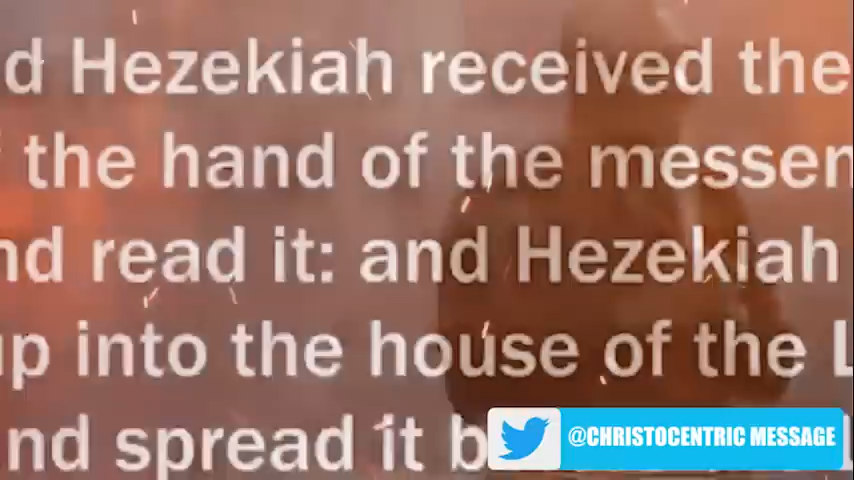 d Hezekiah received the
the hand of the messen
nd read it: and Hezekiah
up into the house of the L
nd spread it b
@CHRISTOCENTRIC MESSAGE